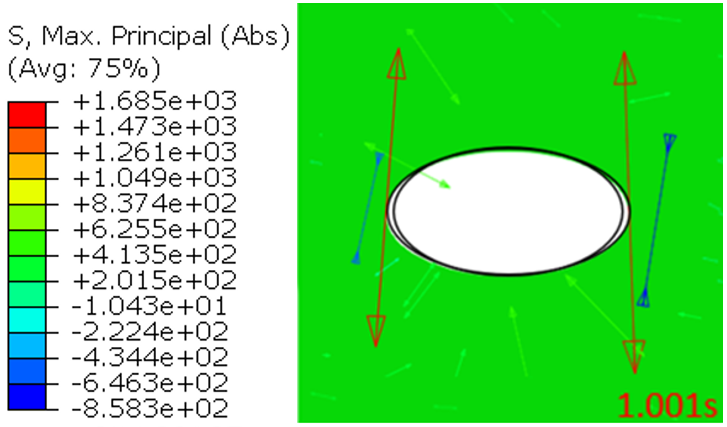 S, Max. Principal (Abs)
(Avg: 75%)
+1.685e+03
+1.473e+03
+1.261e+03
+1.049e+03
+8.374e+02
+6.255e+02
+4.135e+02
+2.015e+02
-1.043e+01
-2.224e+02
-4.344e+02
-6.463e+02
-8.583e+02
1.001s